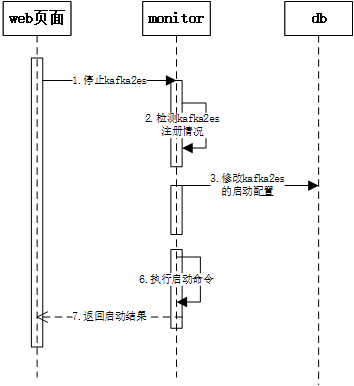 web页面 monitor db
1.停止kafka2es
2.检测kafka2es
注册情况
3.修改kafka2es
的启动配置
6.执行启动命令
7.返回启动结果